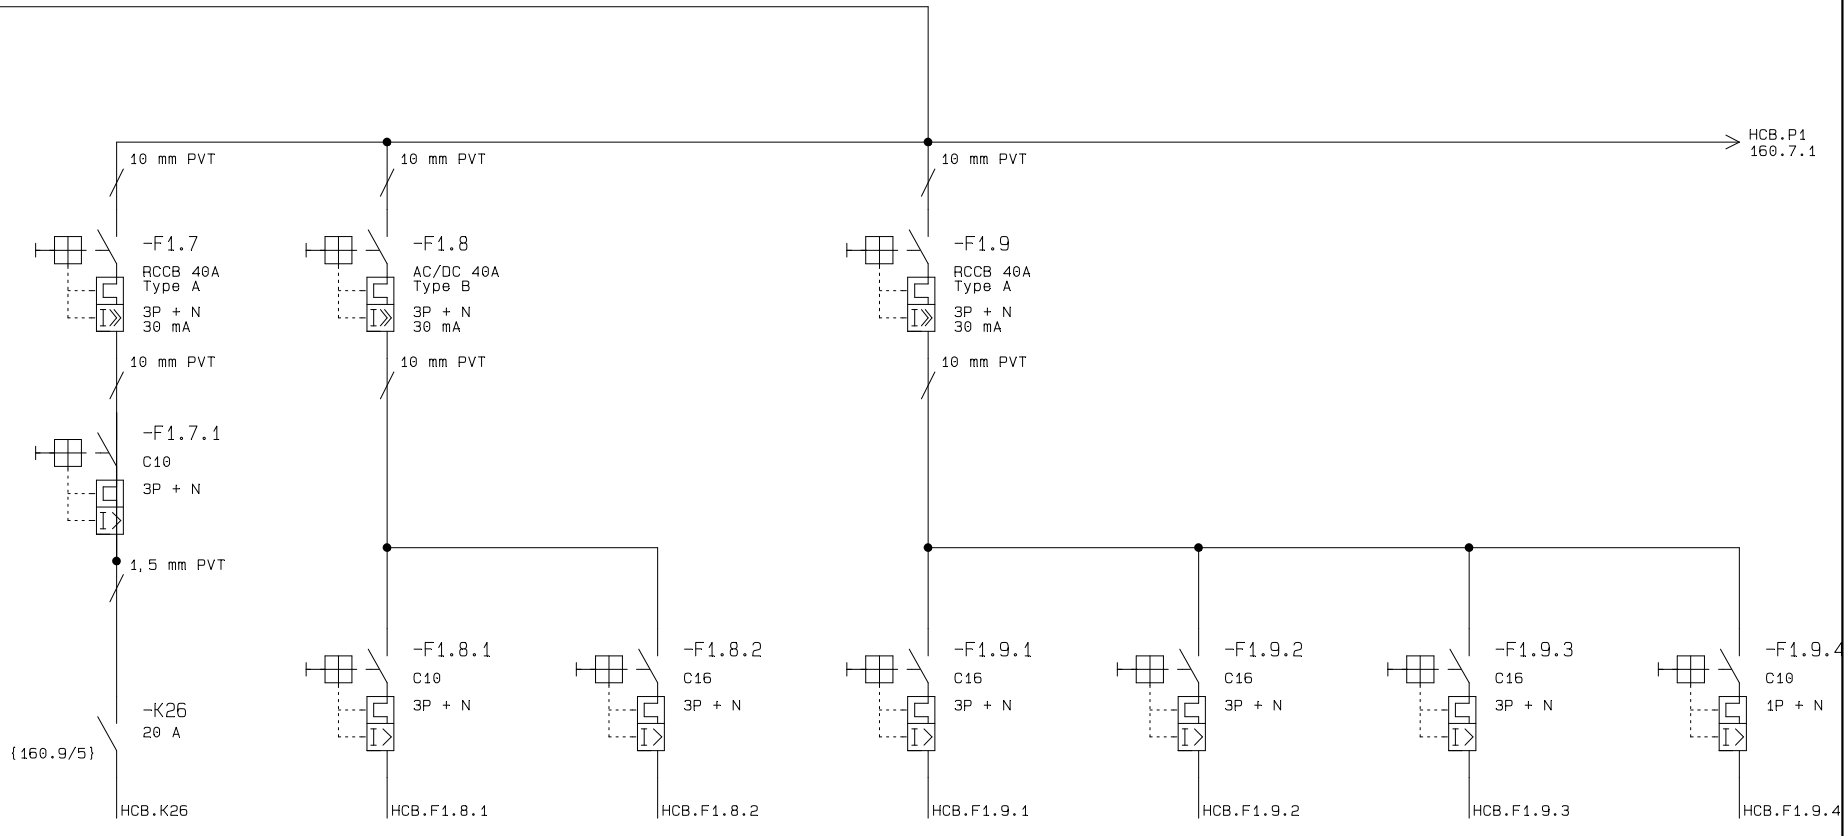 HCB.P1
160.7.1
10 mm PVT
10 mm PVT
10 mm PVT
-F1.7
RCCB 40A
Type A
3P + N
30 mA
-F1.8
AC/DC 40A
Type B
3P + N
30 mA
-F1.9
RCCB 40A
Type A
3P + N
30 mA
I
I
I
10 mm PVT
10 mm PVT
10 mm PVT
-F1.7.1
C10
3P + N
I
1,5 mm PVT
-K26
20 A
{160.9/5}
-F1.8.1
C10
3P + N
I
-F1.8.2
C16
3P + N
I
-F1.9.1
C16
3P + N
I
-F1.9.2
C16
3P + N
I
-F1.9.3
C16
3P + N
I
-F1.9.4
C10
1P + N
I
HCB.K26
HCB.F1.8.1
HCB.F1.8.2
HCB.F1.9.1
HCB.F1.9.2
HCB.F1.9.3
HCB.F1.9.4